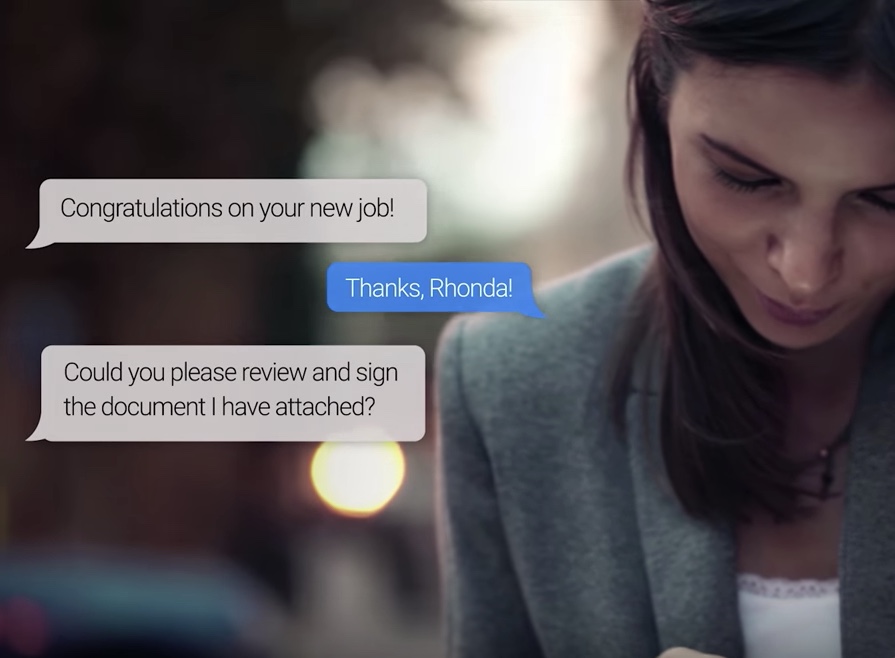 Congratulations on your new job!
Thanks, Rhonda!
Could you please review and sign
the document I have attached?